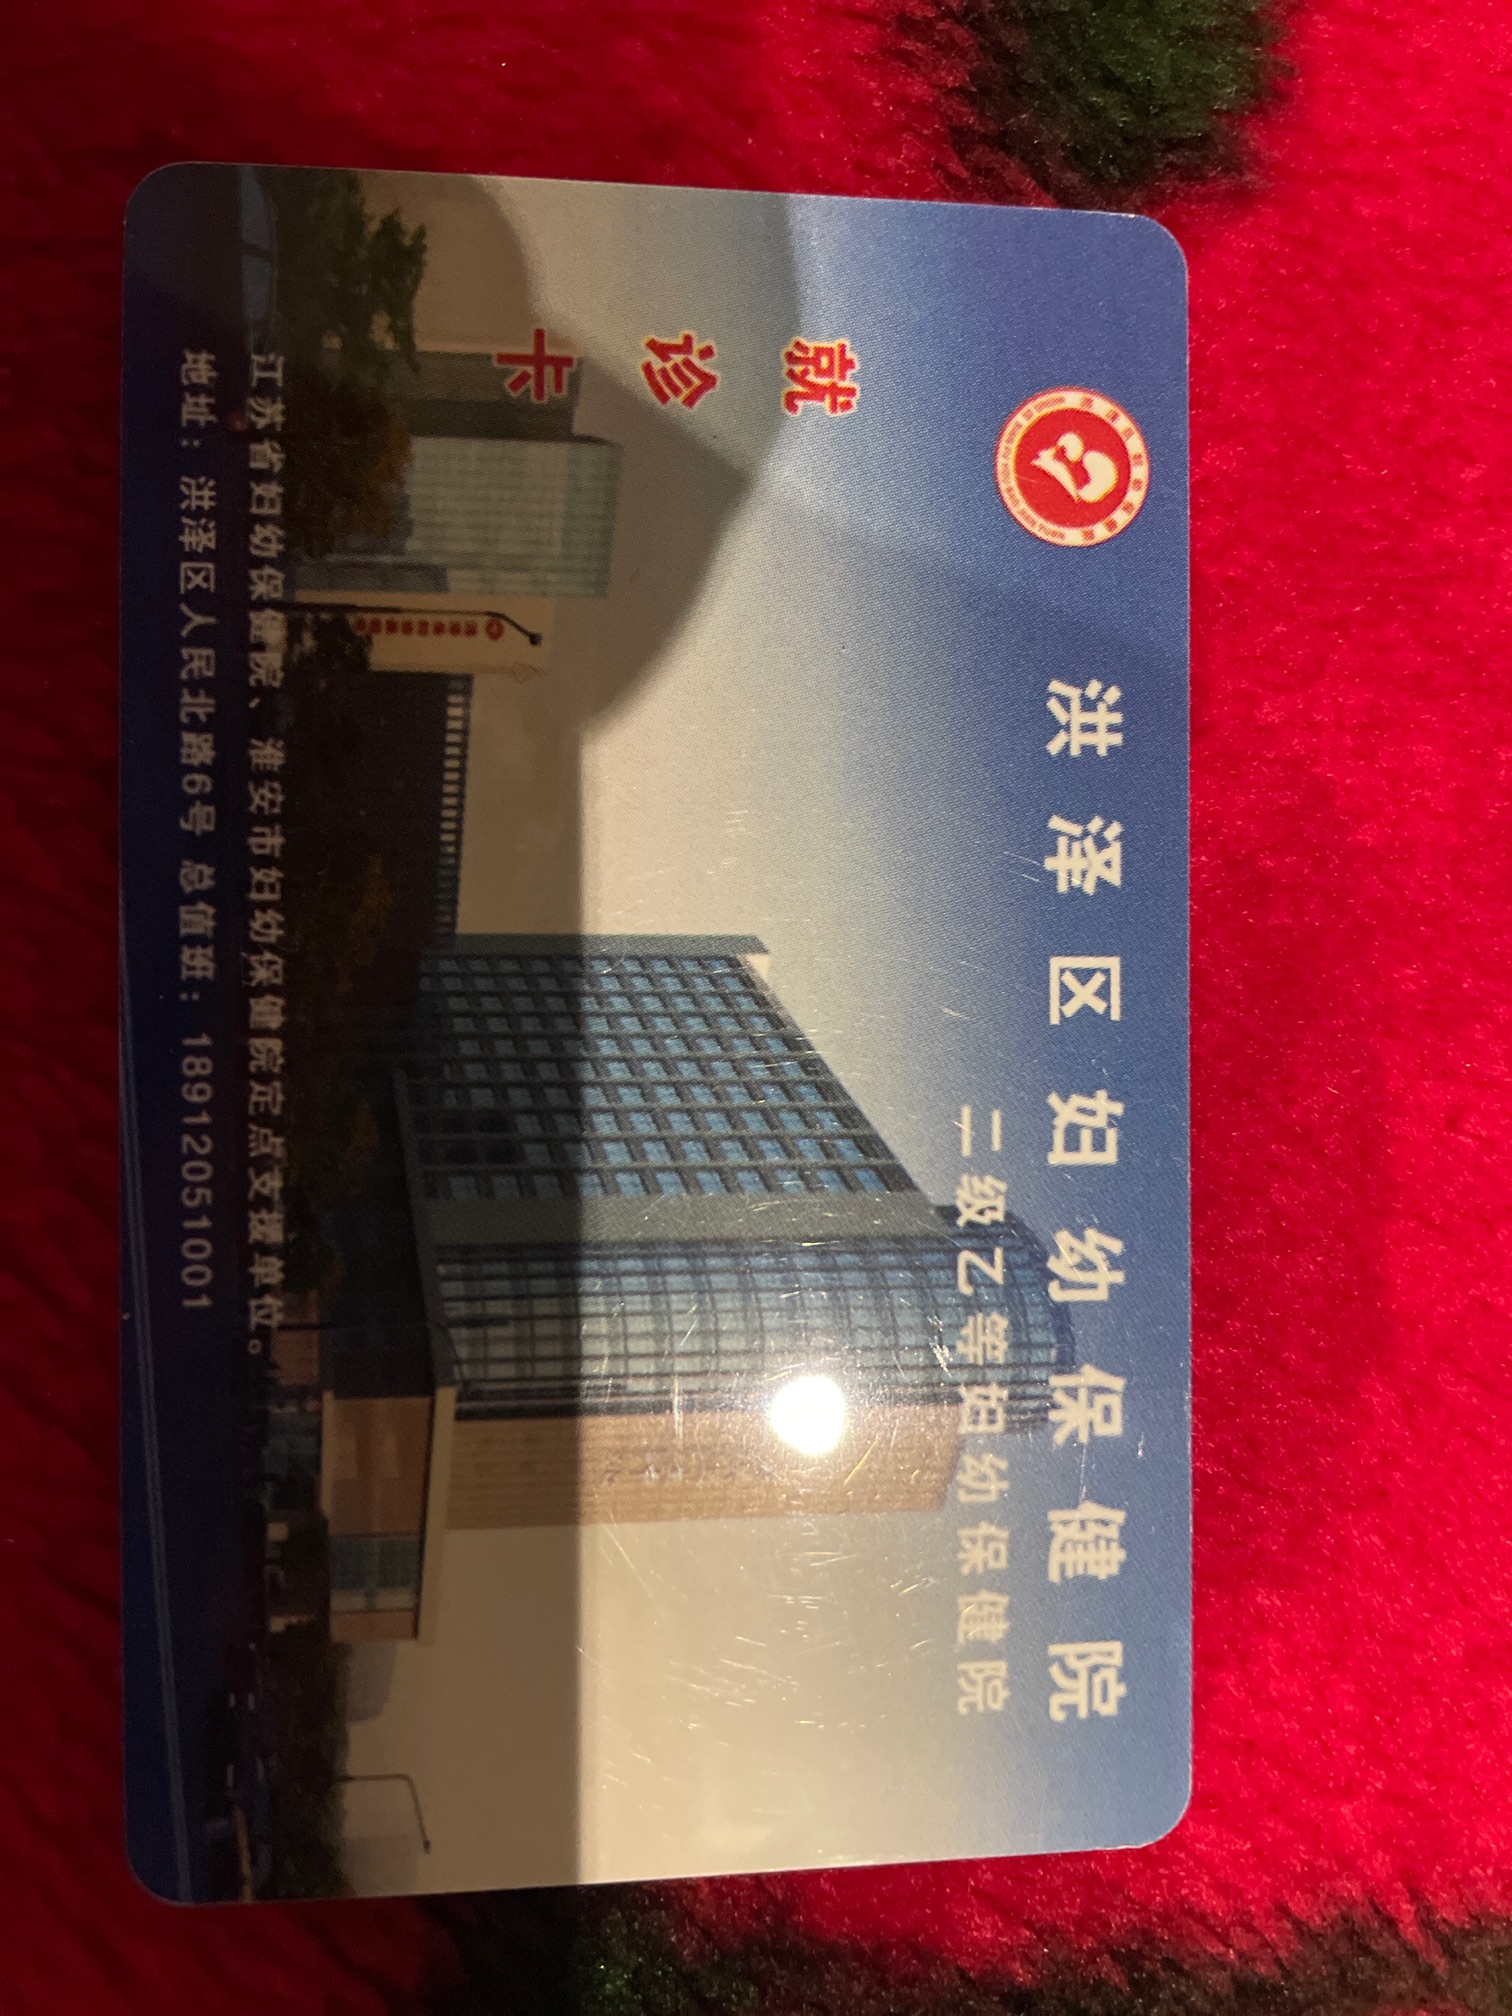 洪泽区妇幼保健院
二级乙等妇幼保健院
就
诊
卡
江苏省妇幼保健院、淮安市妇幼保健院定点支援单位。
地址：洪泽区人民北路6号 总值班：18912051001